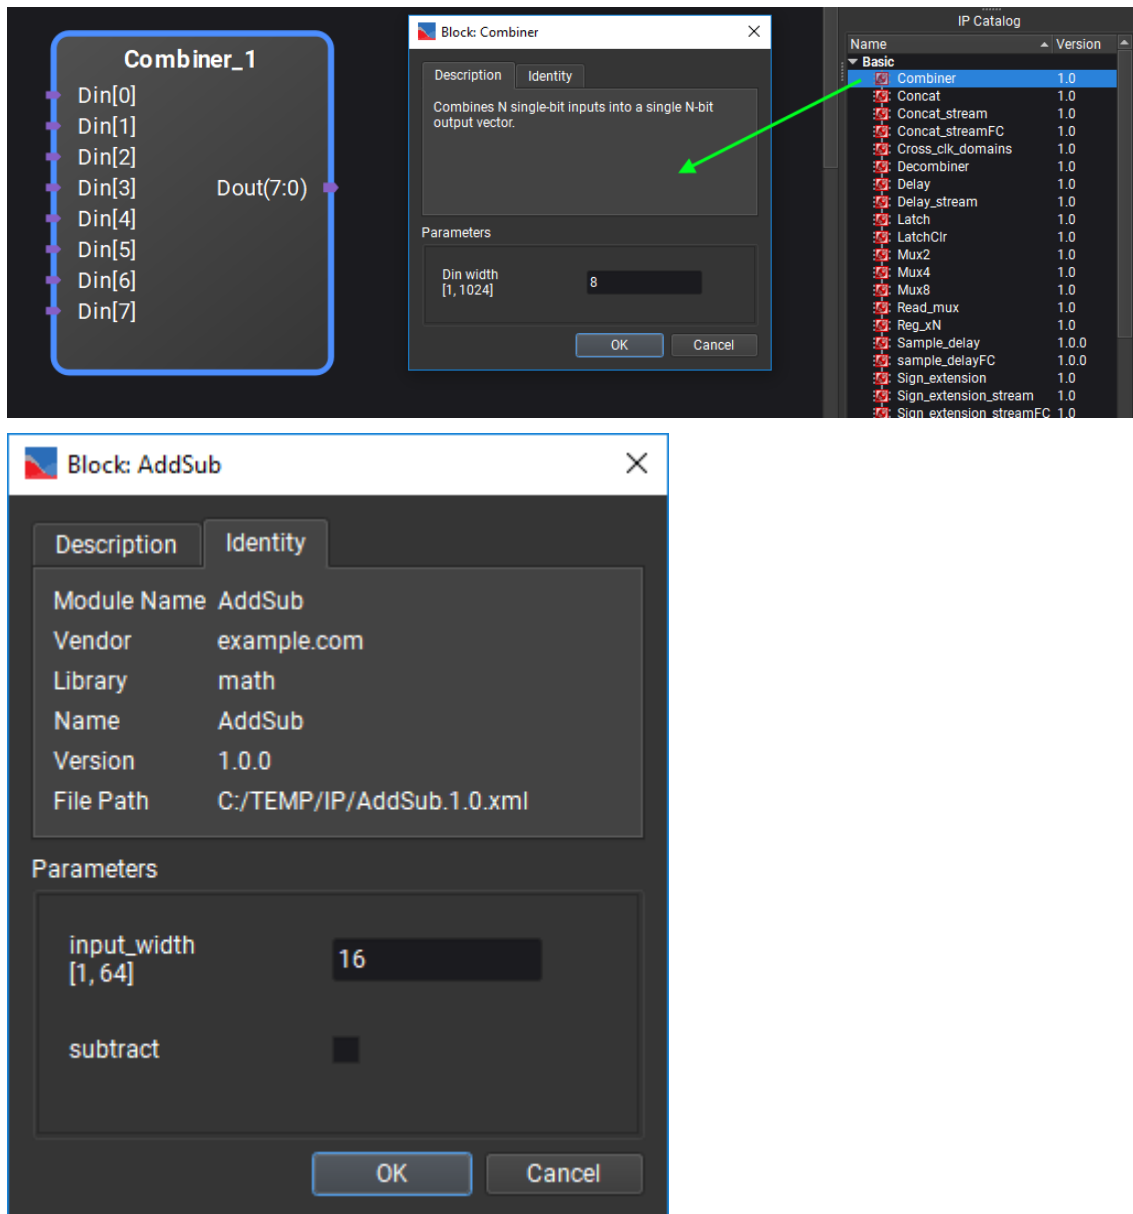 Combiner_1
Din[0]
Din[1]
Din[2]
Din[3]
Din[4]
Din[5]
Din[6]
Din[7]
Dout(7:0)
Block: Combiner
Description Identity
Combines N single-bit inputs into a single N-bit
output vector.
Parameters
Din width
[1, 1024]
8
OK Cancel
IP Catalog
Name Version
Basic
Combiner 1.0
Concat 1.0
Concat_stream 1.0
Concat_streamFC 1.0
Cross_clk_domains 1.0
Decombiner 1.0
Delay 1.0
Delay_stream 1.0
Latch 1.0
LatchClr 1.0
Mux2 1.0
Mux4 1.0
Mux8 1.0
Read_mux 1.0
Reg_xN 1.0
Sample_delay 1.0.0
sample_delayFC 1.0.0
Sign_extension 1.0
Sign_extension_stream 1.0
Sign_extension_streamFC 1.0
Block: AddSub
Description Identity
Module Name AddSub
Vendor example.com
Library math
Name AddSub
Version 1.0.0
File Path C:/TEMP/IP/AddSub.1.0.xml
Parameters
input_width
[1, 64]
16
subtract
OK Cancel